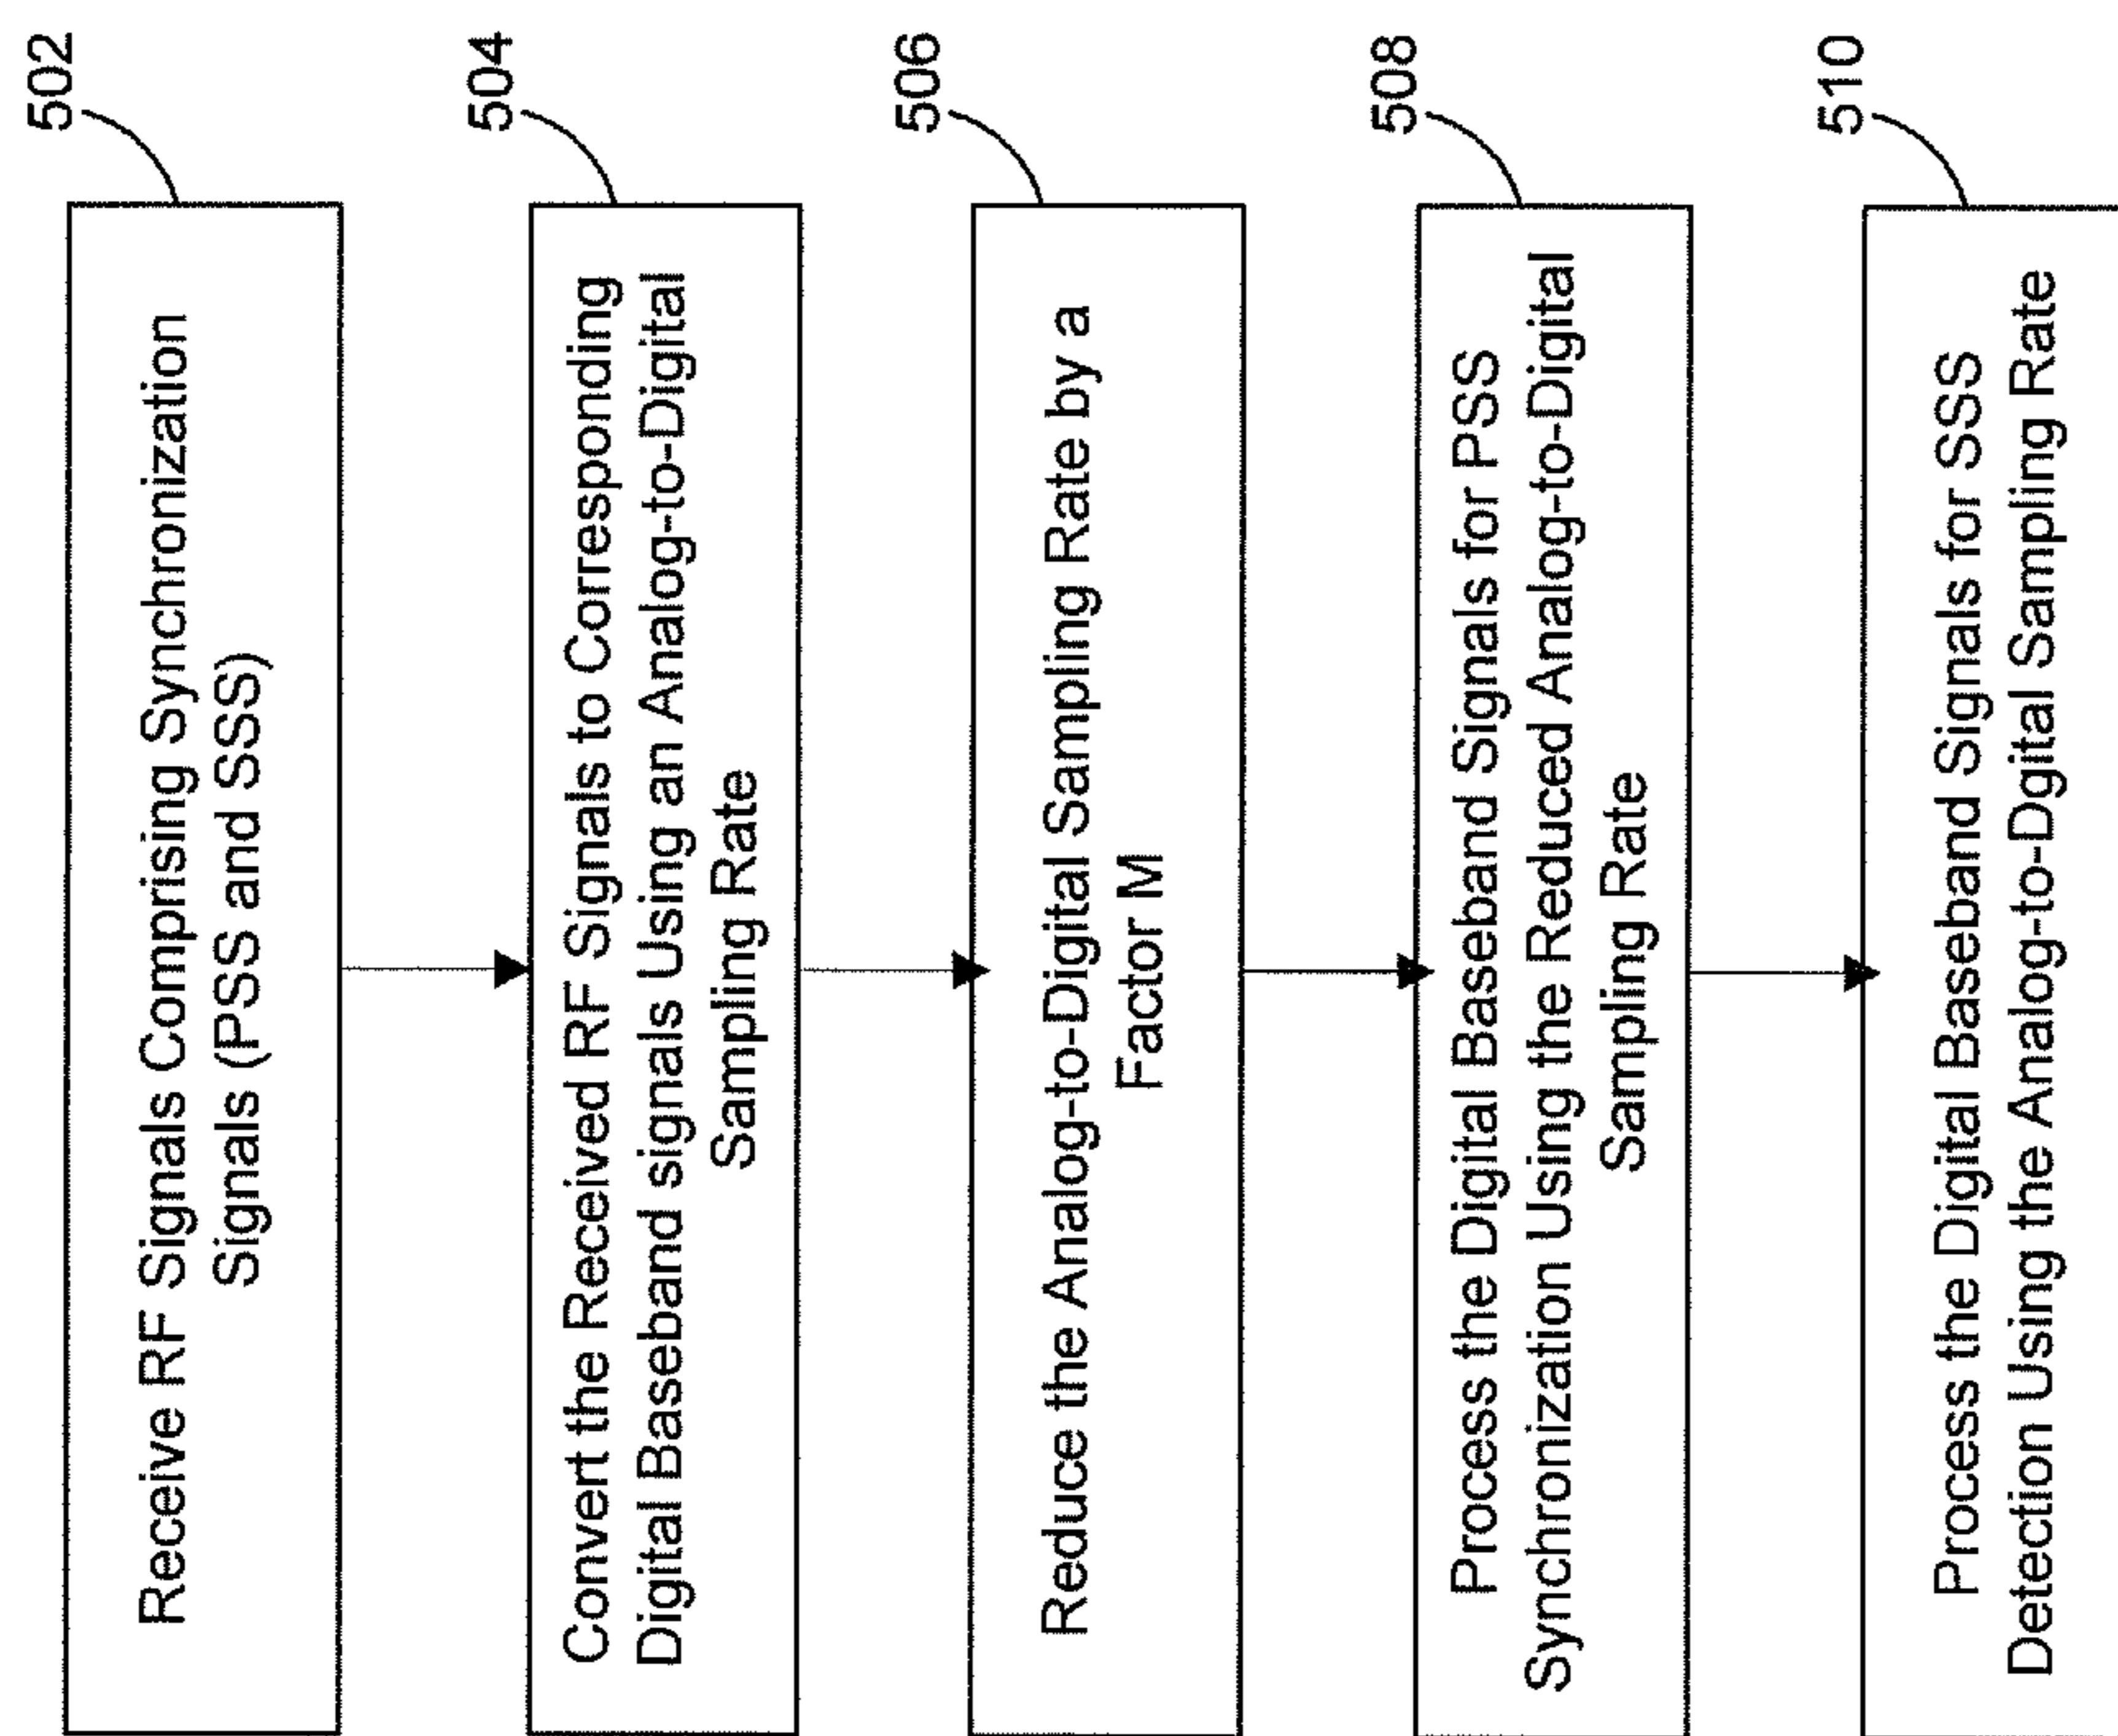 502
Receive RF Signals Comprising Synchronization
Signals (PSS and SSS)
504
Convert the Received RF Signals to Corresponding
Digital Baseband signals Using an Analog-to-Digital
Sampling Rate
506
Reduce the Analog-to-Digital Sampling Rate by a
Factor M
508
Process the Digital Baseband Signals for PSS
Synchronization Using the Reduced Analog-to-Digital
Sampling Rate
510
Process the Digital Baseband Signals for SSS
Detection Using the Analog-to-Dgital Sampling Rate